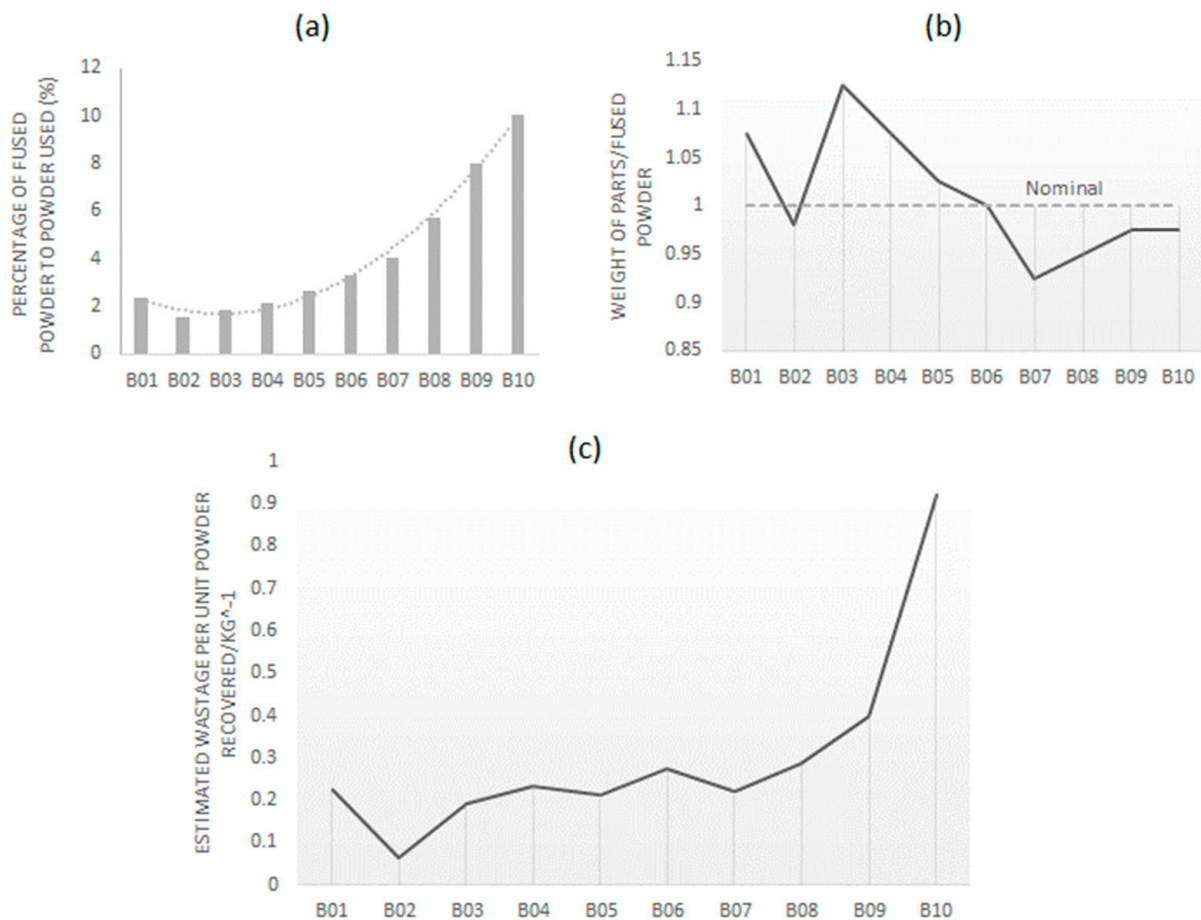 (a)
PERCENTAGE OF FUSED
POWDER TO POWDER USED (%)
12
10
8
6
4
2
0
B01 B02 B03 B04 B05 B06 B07 B08 B09 B10
(b)
WEIGHT OF PARTS/FUSED
POWDER
1.15
1.1
1.05
1
0.95
0.9
0.85
Nominal
B01 B02 B03 B04 B05 B06 B07 B08 B09 B10
(c)
ESTIMATED WASTAGE PER UNIT POWDER
RECOVERED/KG^-1
1
0.9
0.8
0.7
0.6
0.5
0.4
0.3
0.2
0.1
0
B01 B02 B03 B04 B05 B06 B07 B08 B09 B10